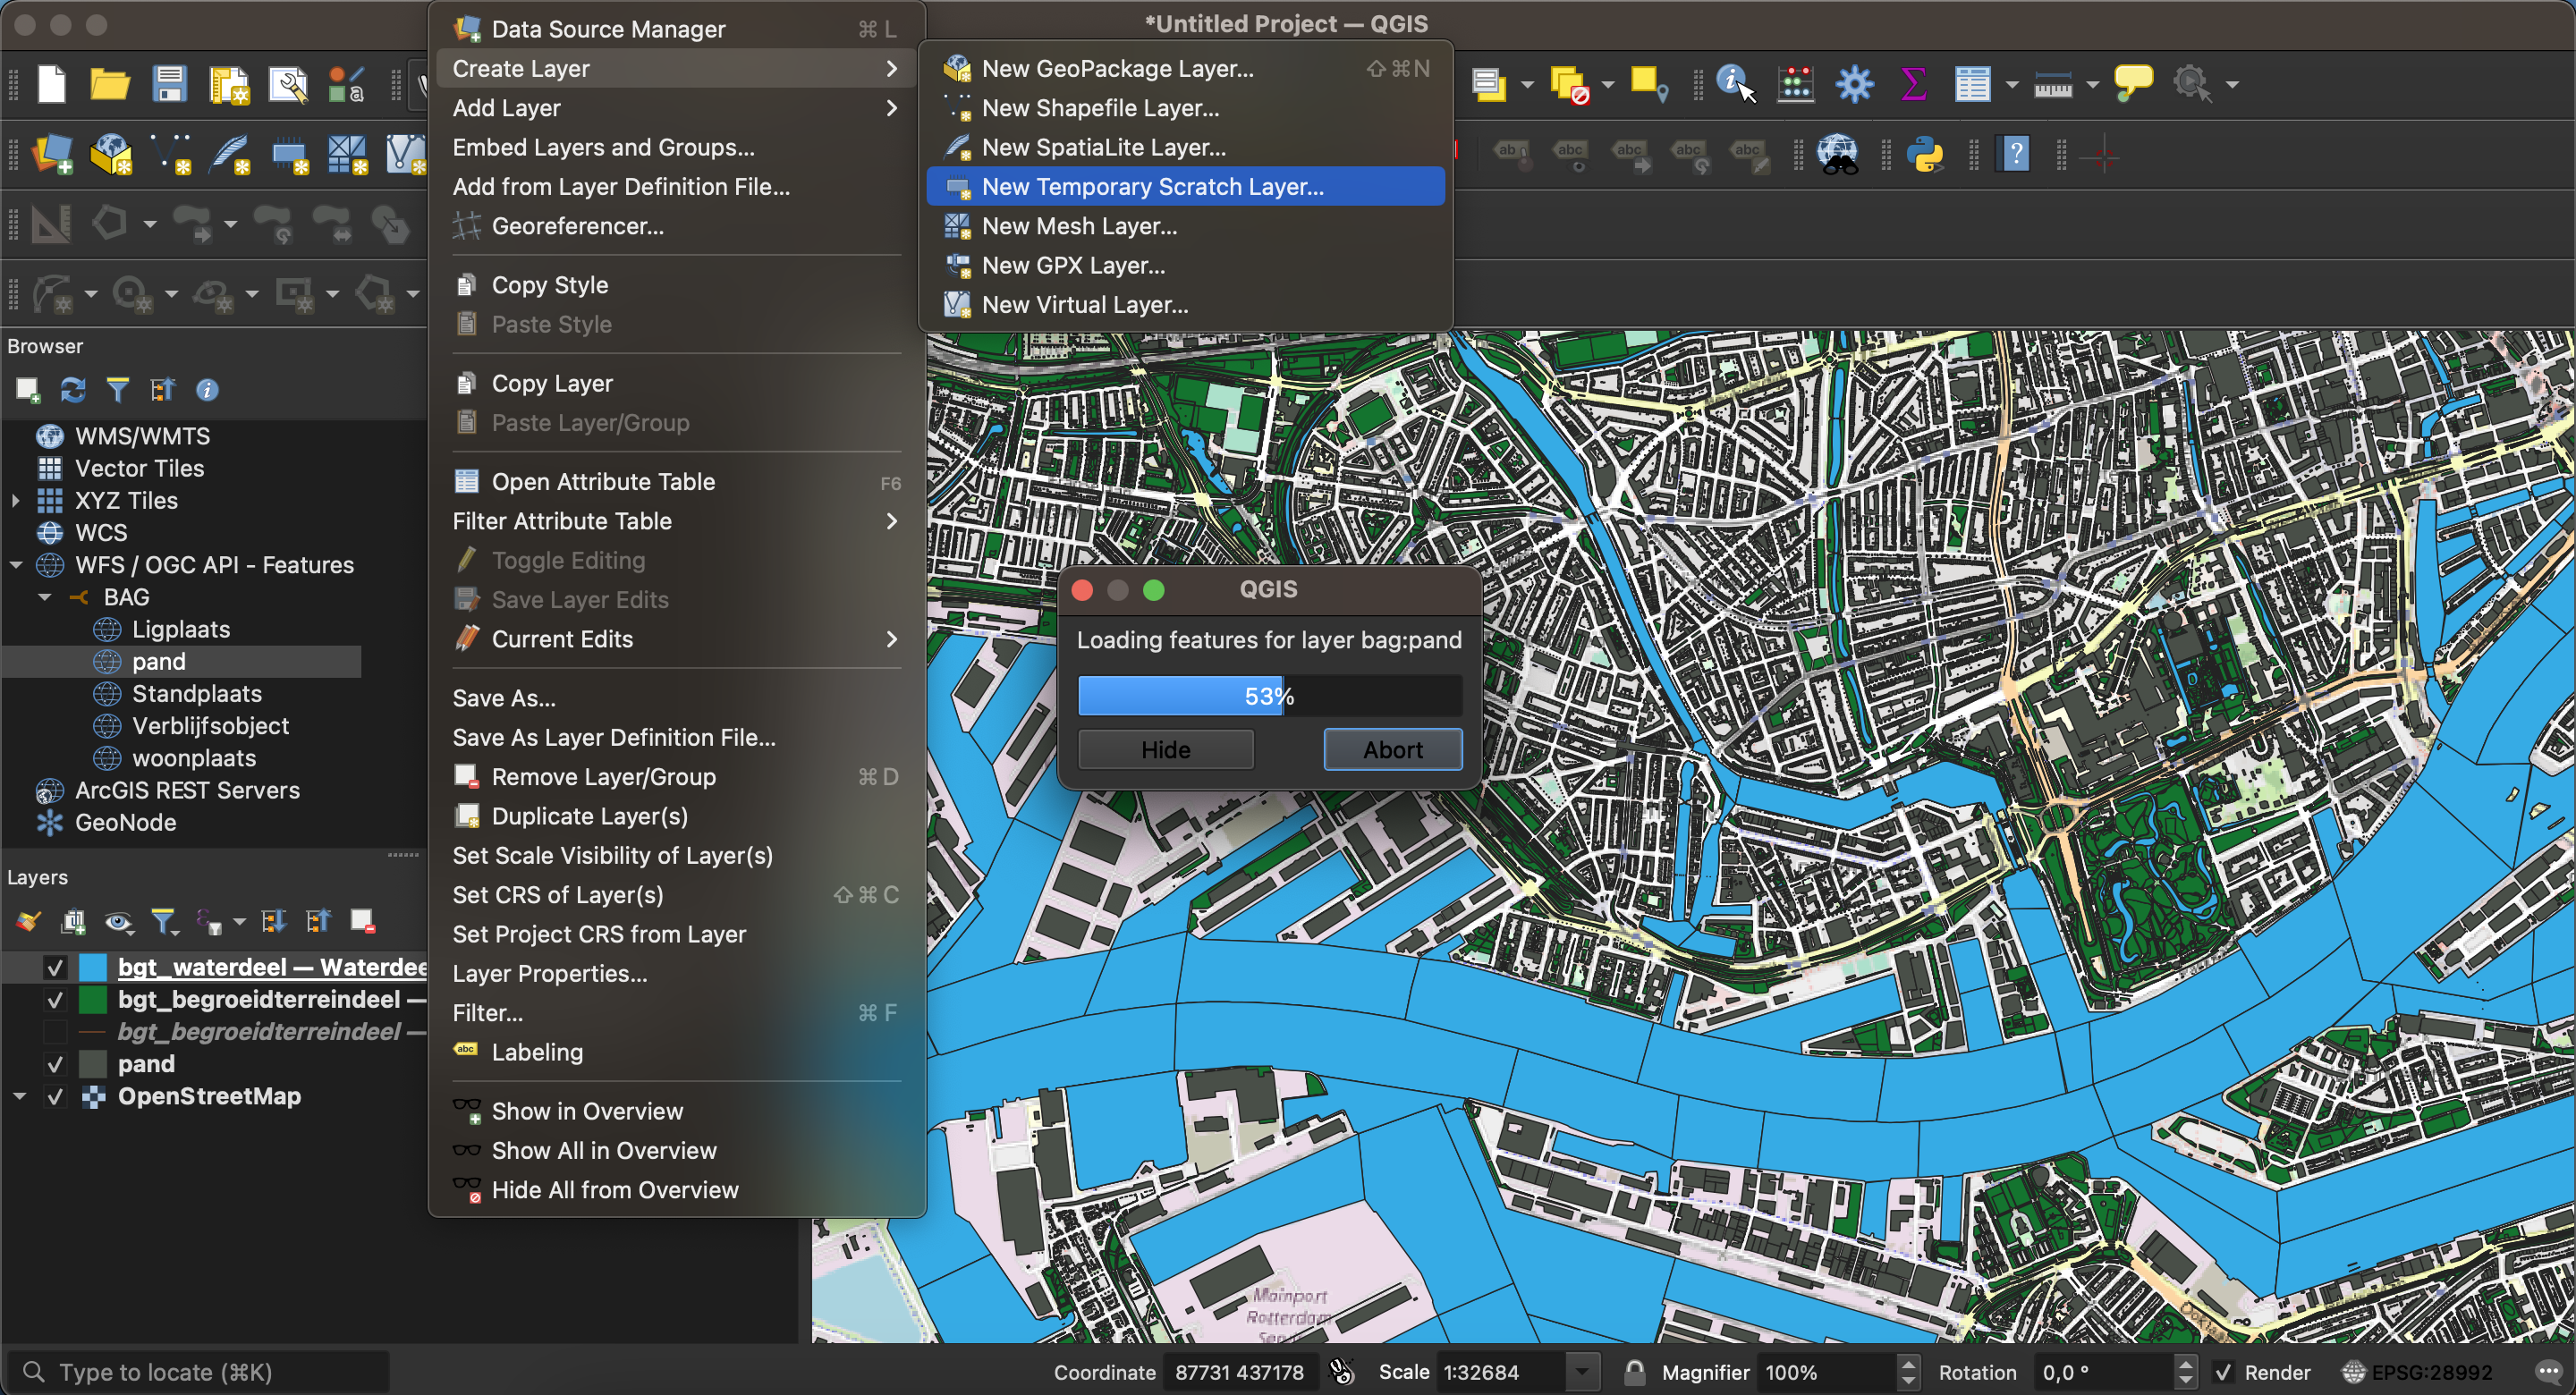 *Untitled Project — QGIS
Data Source Manager ⌘ L
Create Layer
Add Layer
Embed Layers and Groups...
Add from Layer Definition File...
Georeferencer...
Copy Style
Paste Style
Copy Layer
Paste Layer/Group
Open Attribute Table F6
Filter Attribute Table
Toggle Editing
Save Layer Edits
Current Edits
Save As...
Save As Layer Definition File...
Remove Layer/Group ⌘ D
Duplicate Layer(s)
Set Scale Visibility of Layer(s)
Set CRS of Layer(s) ⇧ ⌘ C
Set Project CRS from Layer
Layer Properties...
Filter... ⌘ F
abc Labeling
Show in Overview
Show All in Overview
Hide All from Overview
New GeoPackage Layer... ⇧⌘N
New Shapefile Layer...
New SpatiaLite Layer...
New Temporary Scratch Layer...
New Mesh Layer...
New GPX Layer...
New Virtual Layer...
ab abc abc abc abc
Browser
WMS/WMTS
Vector Tiles
XYZ Tiles
WCS
WFS / OGC API - Features
BAG
Ligplaats
pand
Standplaats
Verblijfsobject
woonplaats
ArcGIS REST Servers
GeoNode
Layers
bgt_waterdeel — Waterdee
bgt_begroeidterreindeel —
bgt_begroeidterreindeel —
pand
OpenStreetMap
QGIS
Loading features for layer bag:pand
53%
Hide Abort
Mainport
Rotterdam
Type to locate (⌘K)
Coordinate 87731 437178 Scale 1:32684 Magnifier 100% Rotation 0,0 ° Render EPSG:28992